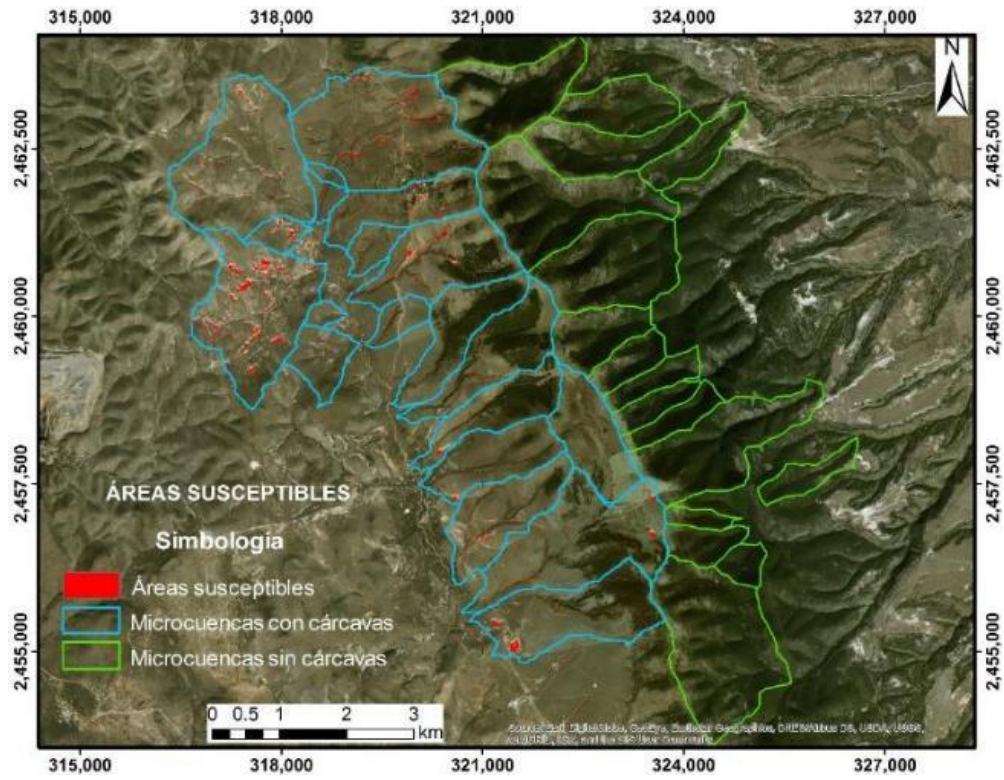 315,000 318,000 321,000 324,000 327,000
N
2,462,500 2,462,500
2,460,000 2,460,000
2,457,500 2,457,500
2,455,000 2,455,000
ÁREAS SUSCEPTIBLES
Simbología
Áreas susceptibles
Microcuencas con cárcavas
Microcuencas sin cárcavas
0 0.5 1 2 3
km
315,000 318,000 321,000 324,000 327,000